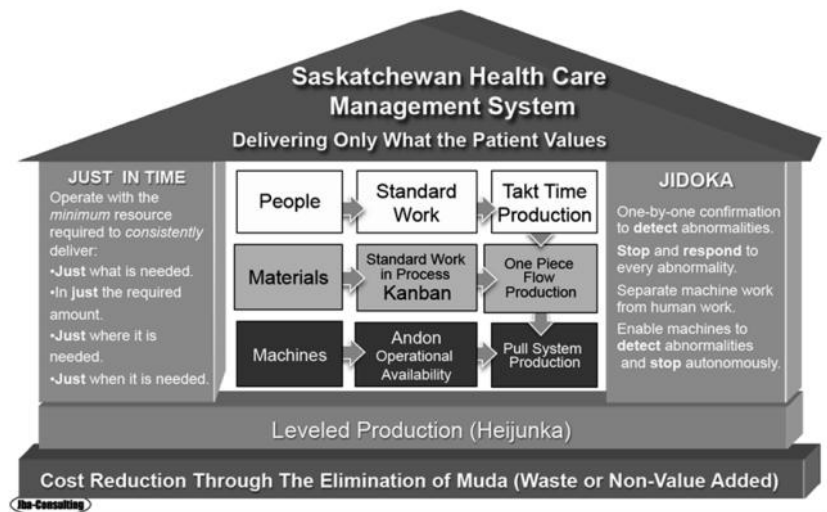 Saskatchewan Health Care
Management System
Delivering Only What the Patient Values
JUST IN TIME
Operate with the
minimum resource
required to consistently
deliver:
•Just what is needed.
•In just the required
amount.
•Just where it is
needed.
•Just when it is needed.
People
Standard
Work
Takt Time
Production
Materials
Standard Work
in Process
Kanban
One Piece
Flow
Production
Machines
Andon
Operational
Availability
Pull System
Production
JIDOKA
One-by-one confirmation
to detect abnormalities.
Stop and respond to
every abnormality.
Separate machine work
from human work.
Enable machines to
detect abnormalities
and stop autonomously.
Leveled Production (Heijunka)
Cost Reduction Through The Elimination of Muda (Waste or Non-Value Added)
Jba-Consulting